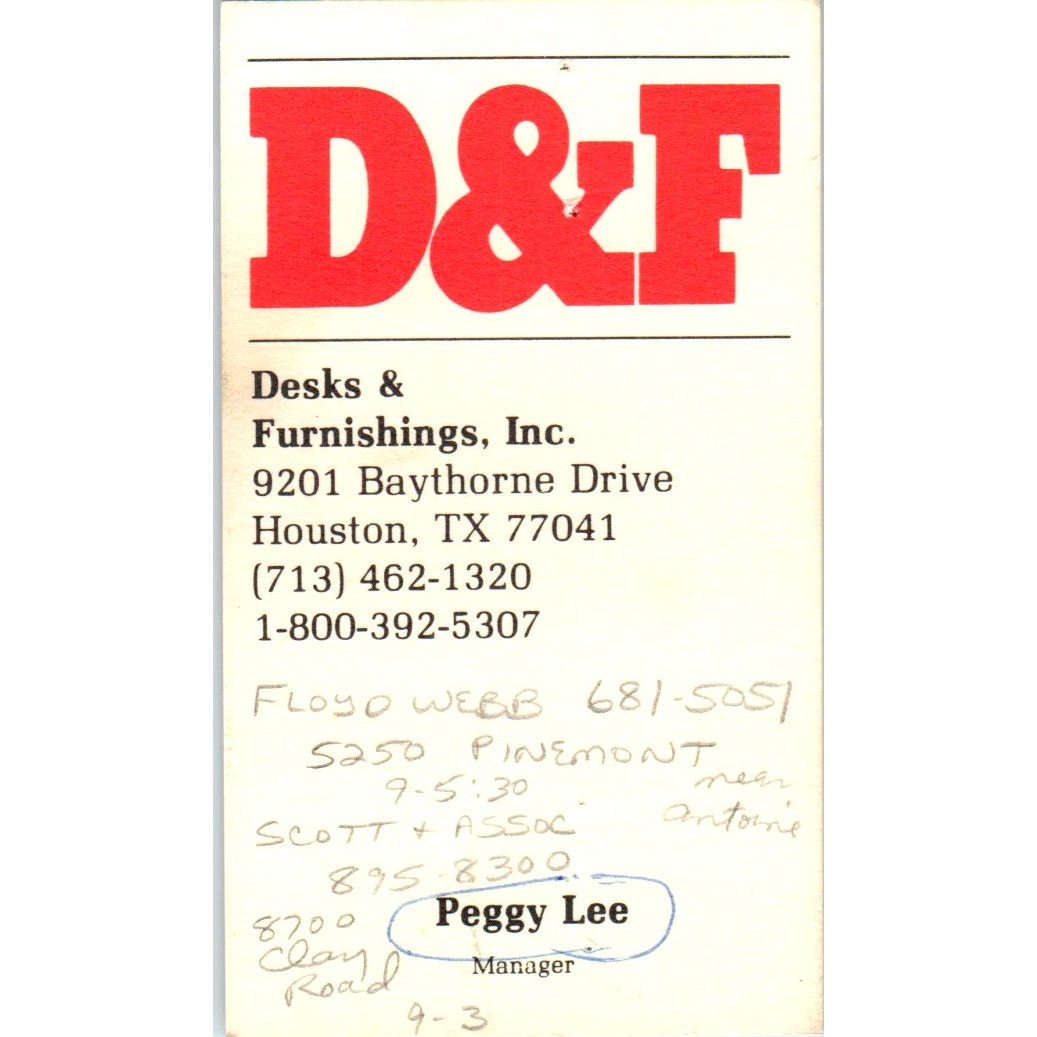 D&F
Desks &
Furnishings, Inc.
9201 Baythorne Drive
Houston, TX 77041
(713) 462-1320
1-800-392-5307
FLOYD WEBB 681-5051
5250 PINEMONT
near
Antoine
9-5:30
SCOTT + ASSOC
895-8300
Peggy Lee
Manager
8700
Clay
Road
9-3